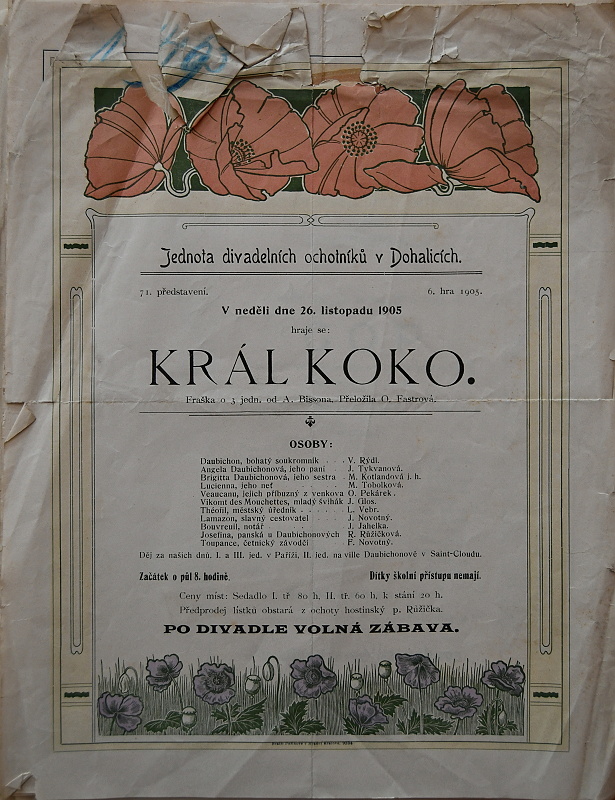 Jednota divadelních ochotníků v Dohalicích.
71. představení. 6. hra 1905.
V neděli dne 26. listopadu 1905
hraje se:
KRÁL KOKO.
Fraška o 3 jedn. od A. Bissona. Přeložila O. Fastrová.
OSOBY:
Daubichon, bohatý soukromník . . . V. Rýdl.
Angela Daubichonová, jeho paní . J. Tykvanová.
Brigitta Daubichonová, jeho sestra . M. Kotlandová j. h.
Lucienna, jeho neť . . . . . M. Tobolková.
Veaucanu, jejich příbuzný z venkova O. Pekárek.
Vikomt des Mouchettes, mladý švihák J. Glos.
Théofil, městský úředník . . . . . . L. Vebr.
Lamazon, slavný cestovatel . . J. Novotný.
Bouvreuil, notář . . . . . J. Jahelka.
Josefina, panská u Daubichonových R. Růžičková.
Toupance, četnický závodčí . F. Novotný.
Děj za našich dnů. I. a III. jed. v Paříži, II. jed. na ville Daubichonově v Saint-Cloudu.
Začátek o půl 8. hodině. Dítky školní přístupu nemají.
Ceny míst: Sedadlo I. tř 80 h, II. tř. 60 h, k stání 20 h.
Předprodej lístků obstará z ochoty hostinský p. Růžička.
PO DIVADLE VOLNÁ ZÁBAVA.